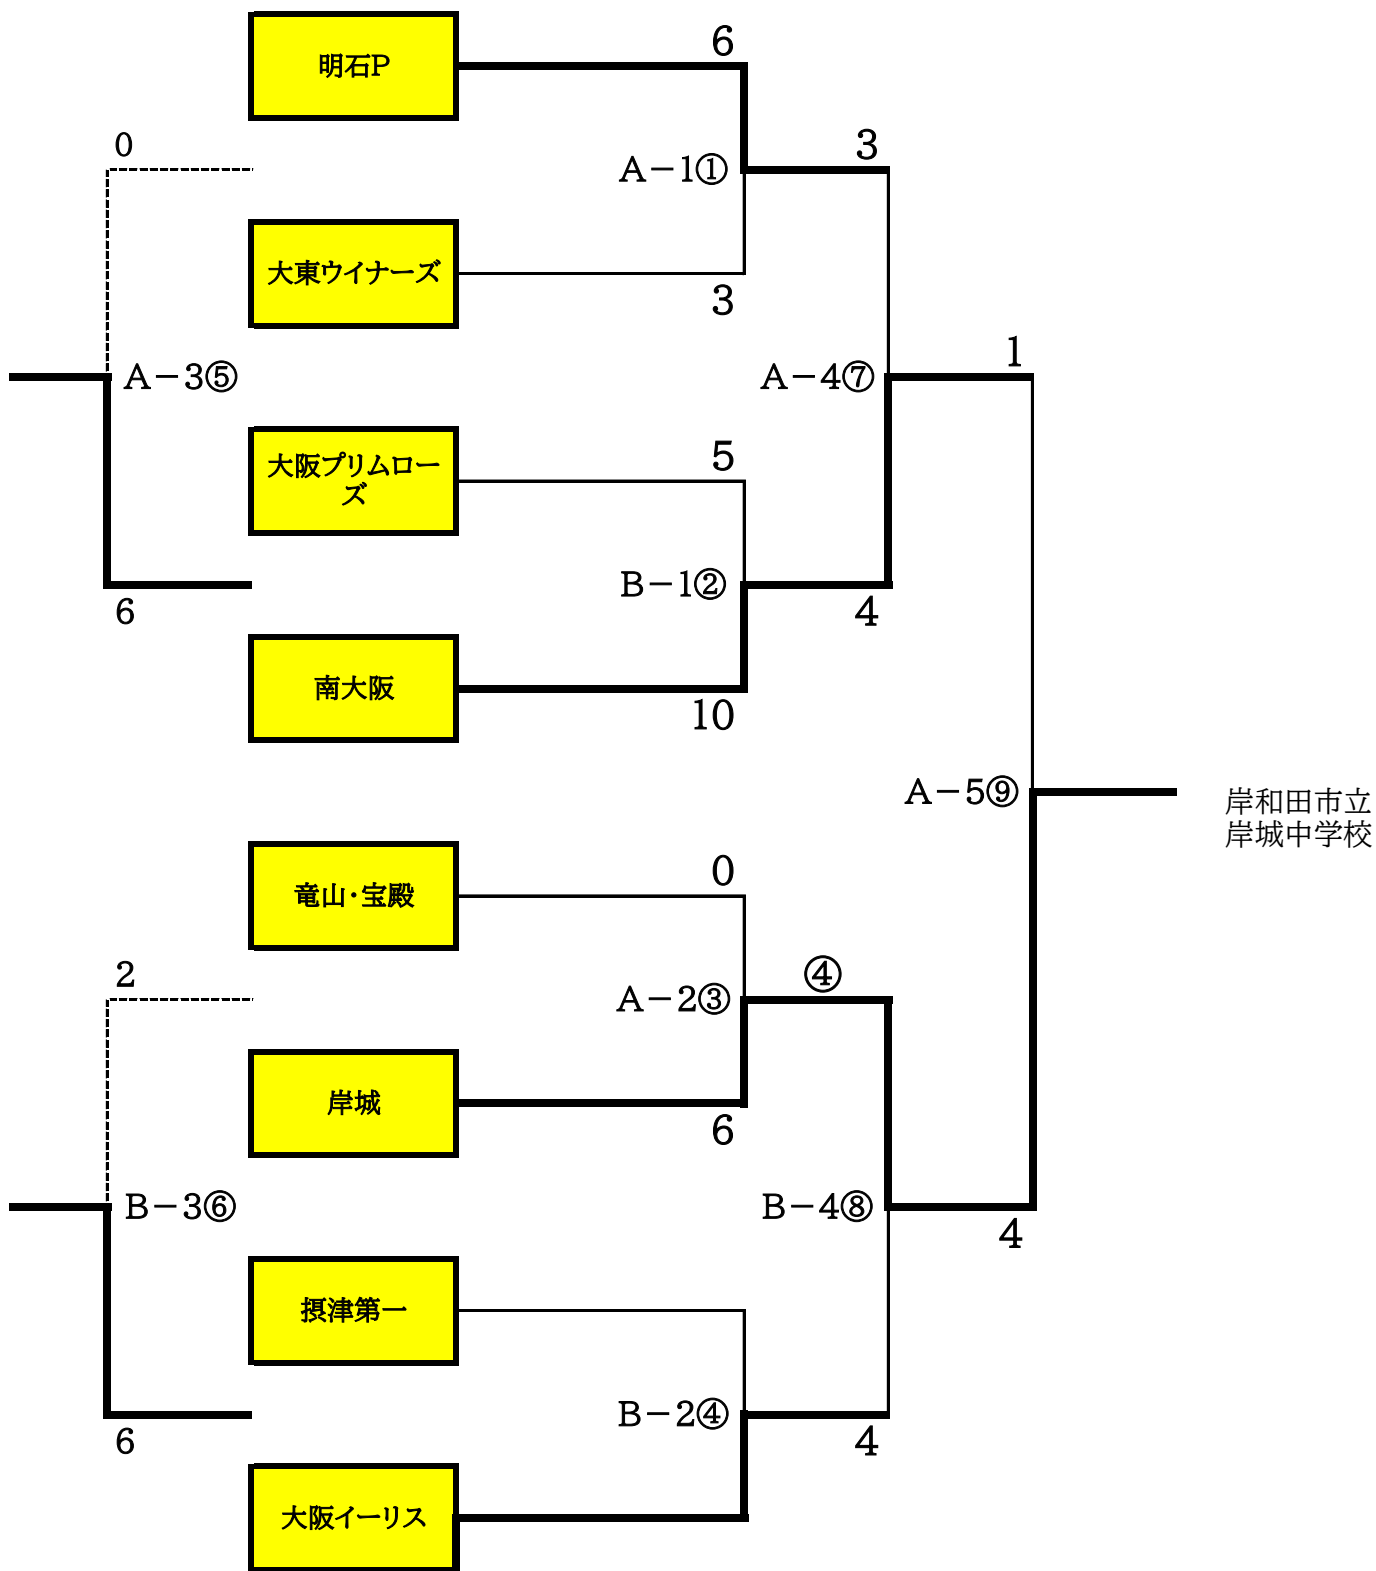 明石P
6
0
A－1①
3
大東ウイナーズ
3
A－3⑤
A－4⑦
1
大阪プリムロー
ズ
5
B－1②
6
4
南大阪
10
A－5⑨
岸和田市立
岸城中学校
竜山・宝殿
0
2
④
A－2③
岸城
6
B－3⑥
B－4⑧
4
摂津第一
B－2④
6
4
大阪イーリス